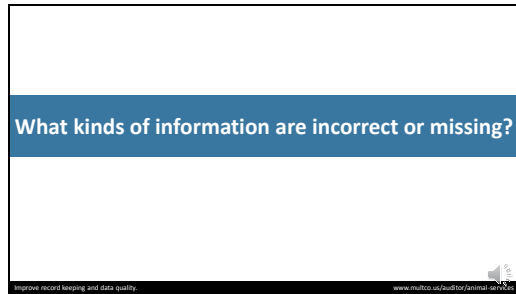 What kinds of information are incorrect or missing?
Improve record keeping and data quality.
www.multco.us/auditor/animal-services